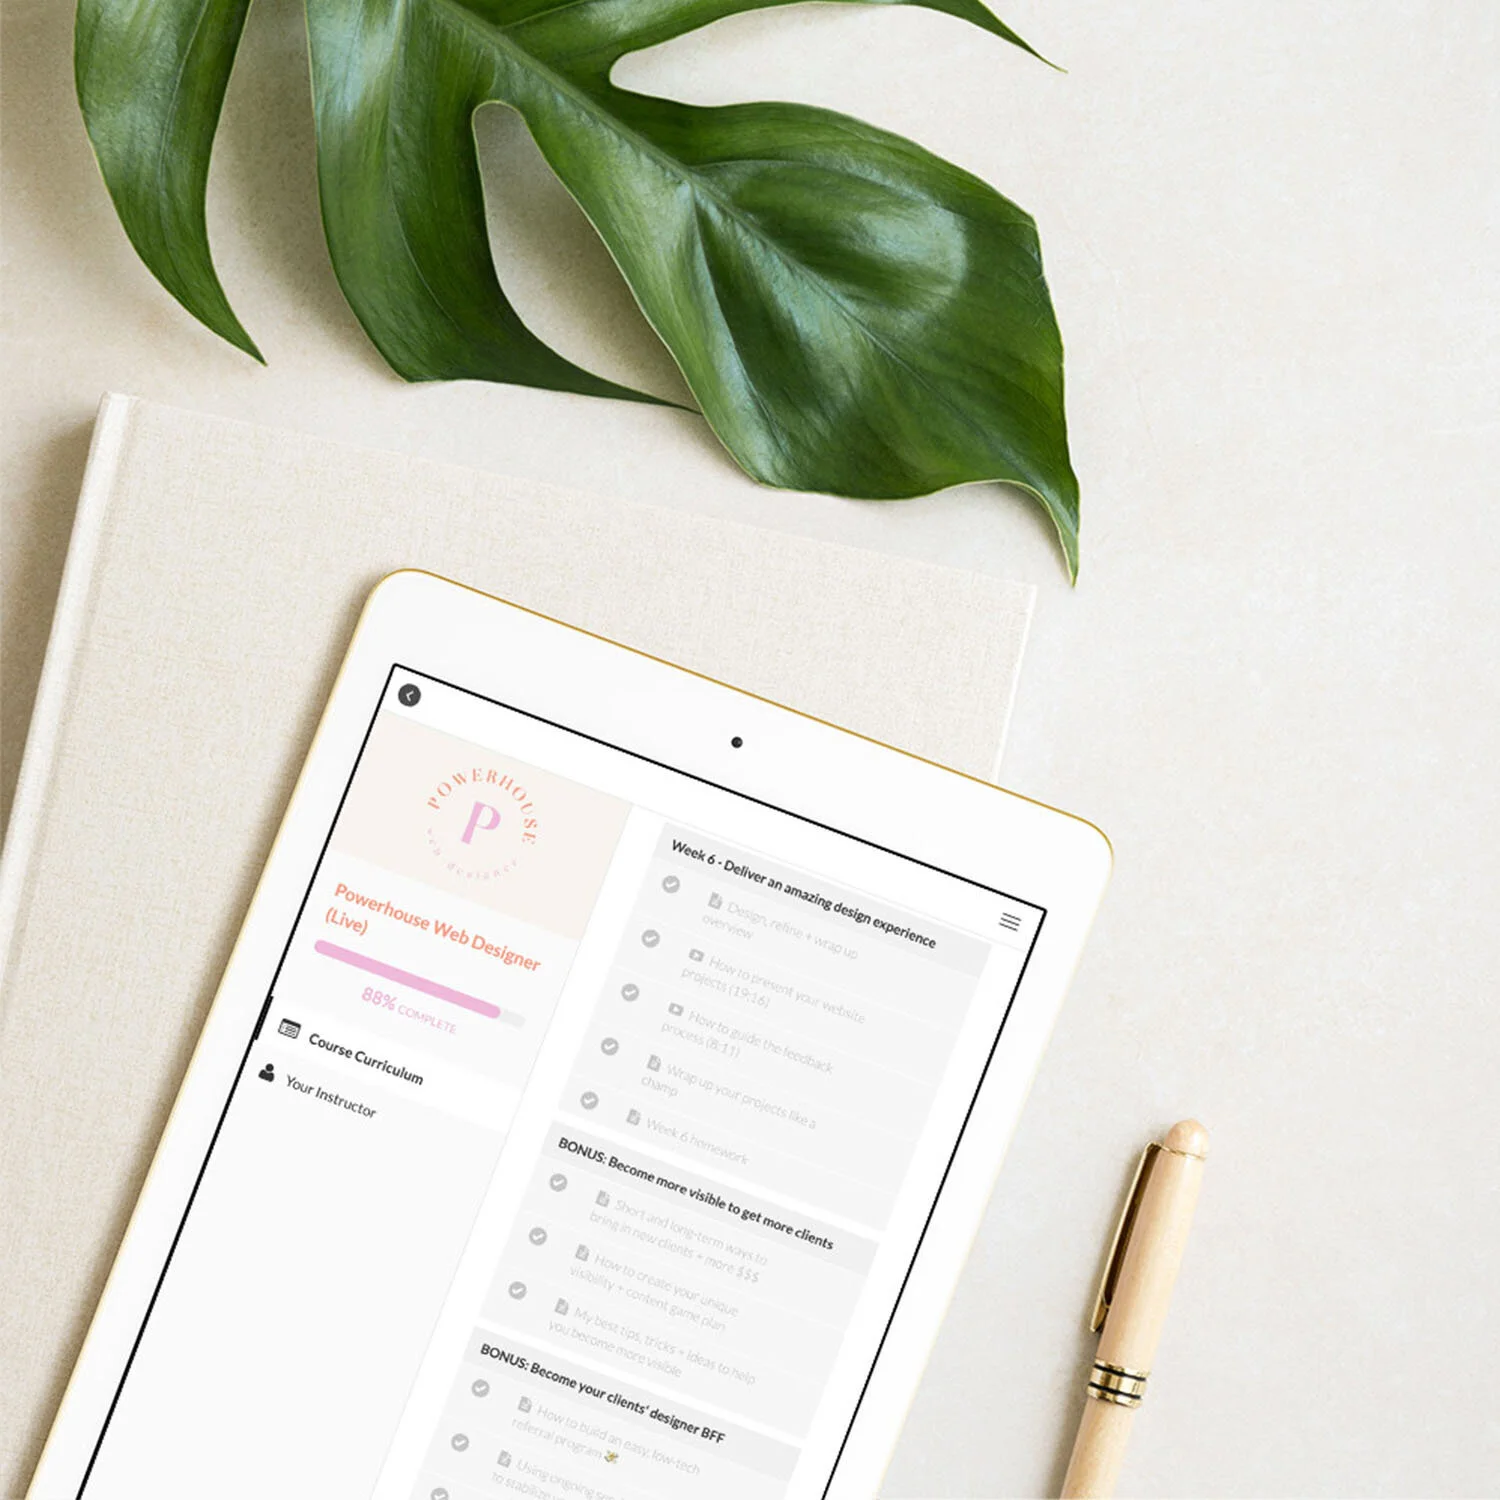 POWERHOUSE
P
web designer
Powerhouse Web Designer
(Live)
88% COMPLETE
Course Curriculum
Your Instructor
Week 6 - Deliver an amazing design experience
Design, refine + wrap up
overview
How to present your website
projects (19:16)
How to guide the feedback
process (8:11)
Wrap up your projects like a
champ
Week 6 homework
BONUS: Become more visible to get more clients
Short and long-term ways to
bring in new clients + more $$$
How to create your unique
visibility + content game plan
My best tips, tricks + ideas to help
you become more visible
BONUS: Become your clients' designer BFF
How to build an easy, low-tech
referral program 💸
Using ongoing
to stabilize